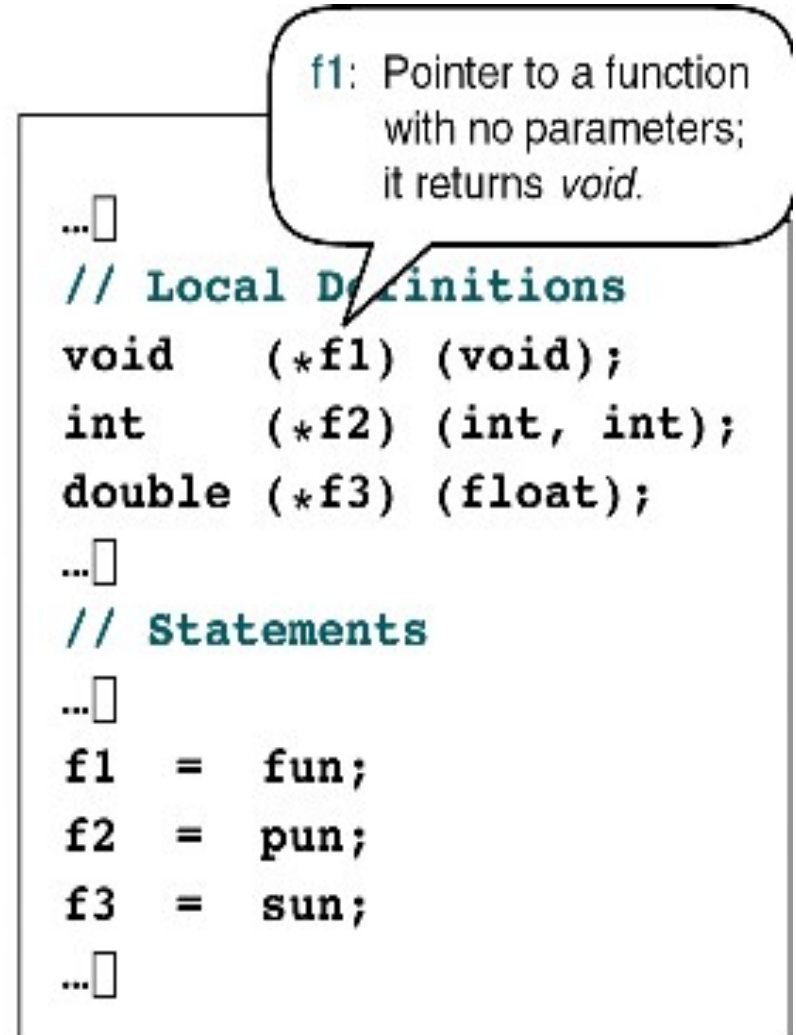 f1: Pointer to a function
with no parameters;
it returns void.
...
// Local Definitions
void (*f1) (void);
int (*f2) (int, int);
double (*f3) (float);
...
// Statements
...
f1 = fun;
f2 = pun;
f3 = sun;
...